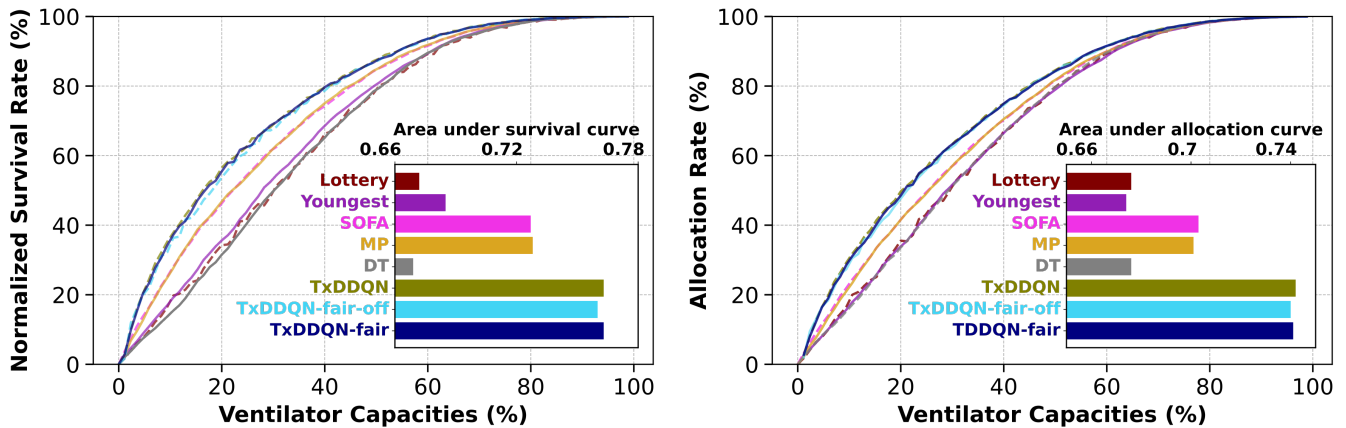 Normalized Survival Rate (%)
100
80
60
40
20
0
0 20 40 60 80 100
Ventilator Capacities (%)
Area under survival curve
0.66 0.72 0.78
Lottery
Youngest
SOFA
MP
DT
TxDDQN
TxDDQN-fair-off
TxDDQN-fair
Allocation Rate (%)
100
80
60
40
20
0
0 20 40 60 80 100
Ventilator Capacities (%)
Area under allocation curve
0.66 0.7 0.74
Lottery
Youngest
SOFA
MP
DT
TxDDQN
TxDDQN-fair-off
TDDQN-fair